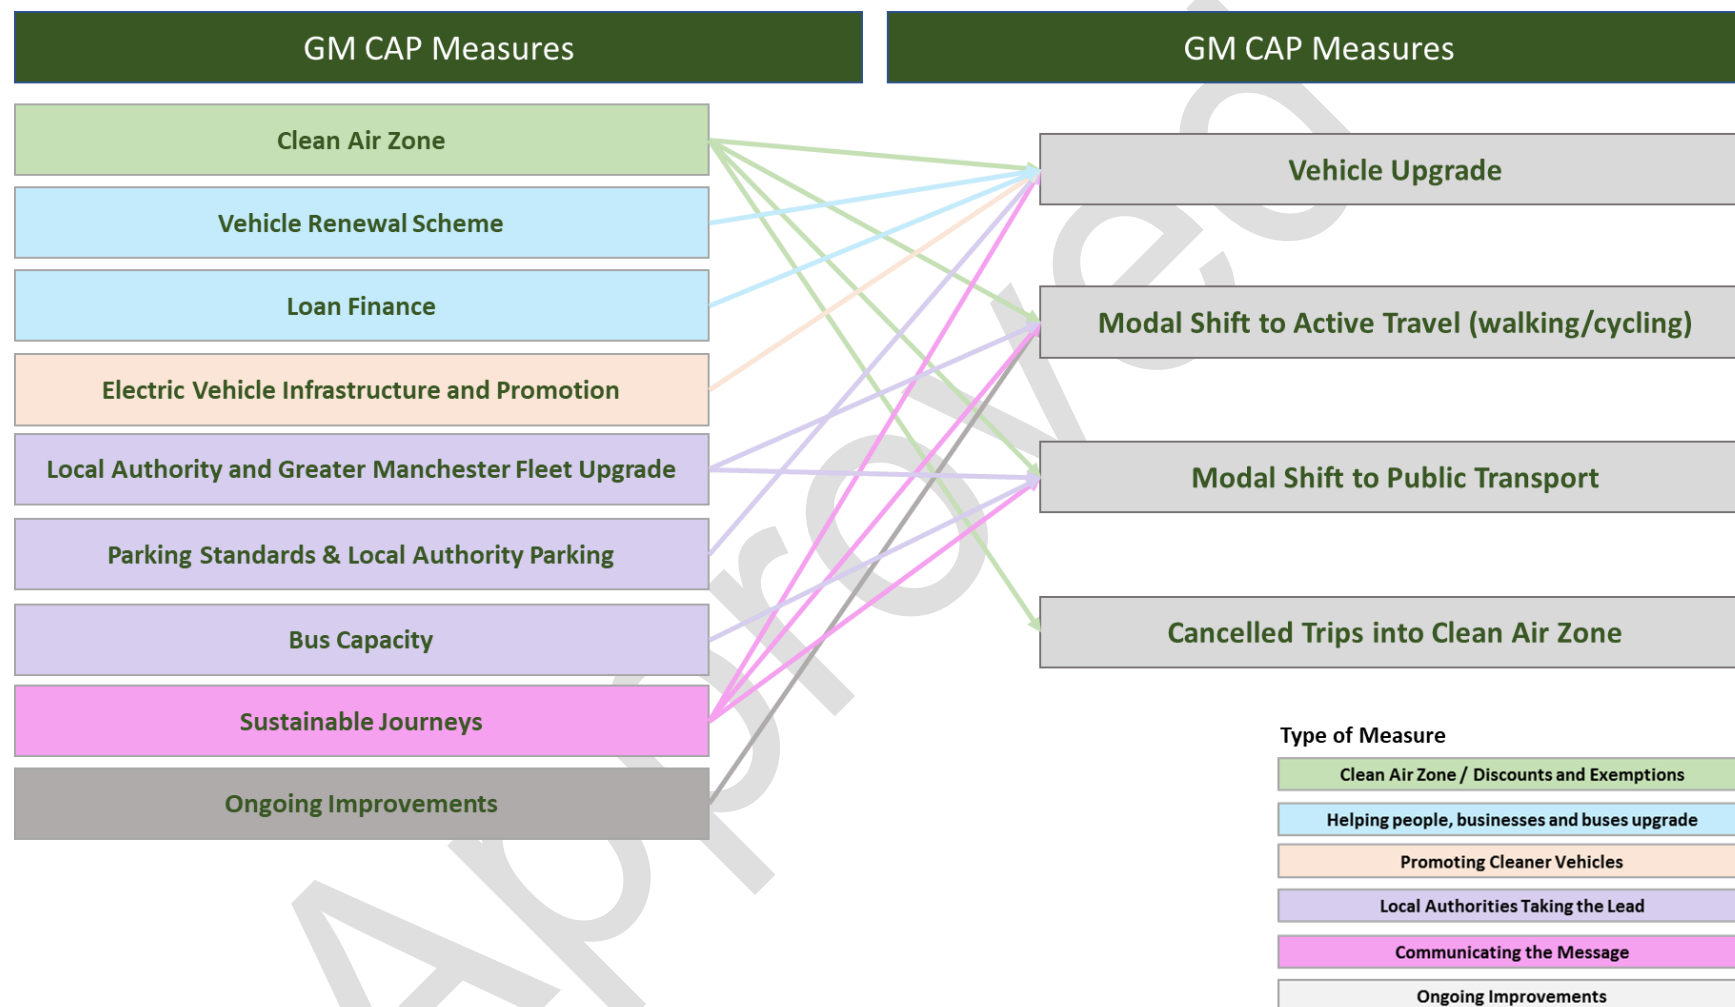 GM CAP Measures
GM CAP Measures
Clean Air Zone
Vehicle Renewal Scheme
Loan Finance
Electric Vehicle Infrastructure and Promotion
Local Authority and Greater Manchester Fleet Upgrade
Parking Standards & Local Authority Parking
Bus Capacity
Sustainable Journeys
Ongoing Improvements
Vehicle Upgrade
Modal Shift to Active Travel (walking/cycling)
Modal Shift to Public Transport
Cancelled Trips into Clean Air Zone
Type of Measure
Clean Air Zone / Discounts and Exemptions
Helping people, businesses and buses upgrade
Promoting Cleaner Vehicles
Local Authorities Taking the Lead
Communicating the Message
Ongoing Improvements
Approved